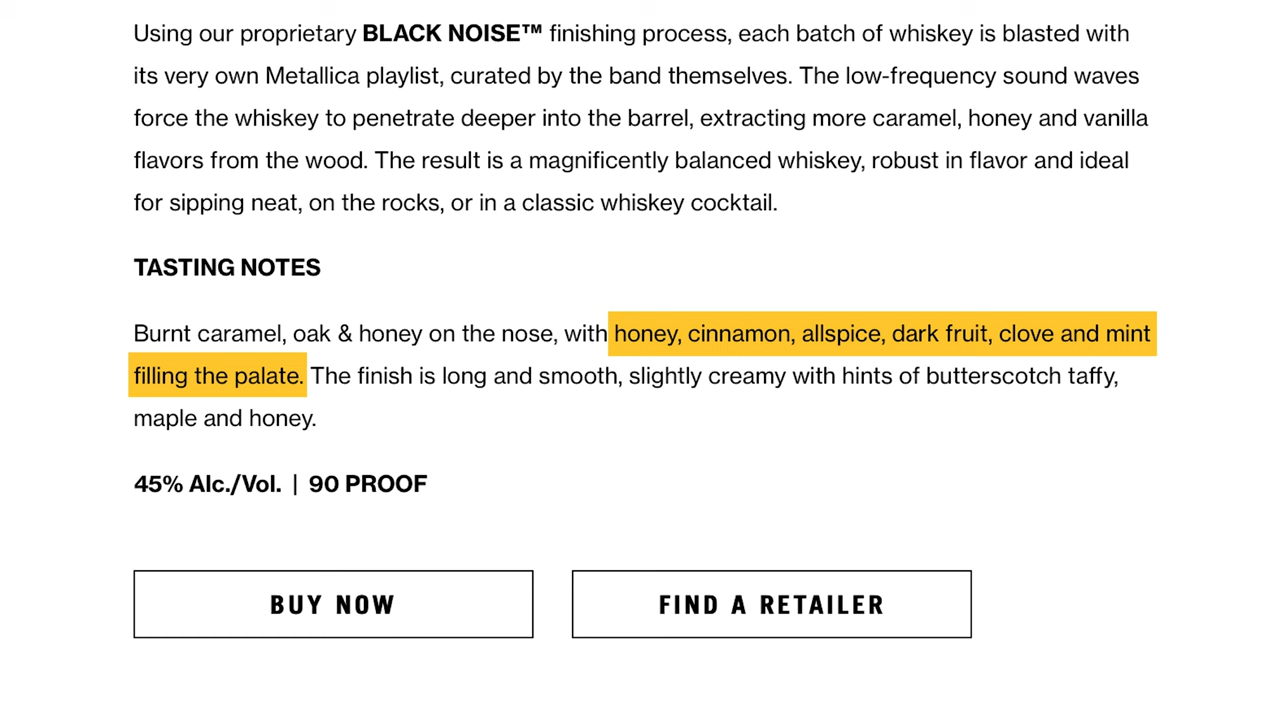 Using our proprietary BLACK NOISE™ finishing process, each batch of whiskey is blasted with
its very own Metallica playlist, curated by the band themselves. The low-frequency sound waves
force the whiskey to penetrate deeper into the barrel, extracting more caramel, honey and vanilla
flavors from the wood. The result is a magnificently balanced whiskey, robust in flavor and ideal
for sipping neat, on the rocks, or in a classic whiskey cocktail.
TASTING NOTES
Burnt caramel, oak & honey on the nose, with honey, cinnamon, allspice, dark fruit, clove and mint
filling the palate. The finish is long and smooth, slightly creamy with hints of butterscotch taffy,
maple and honey.
45% Alc./Vol. | 90 PROOF
BUY NOW
FIND A RETAILER